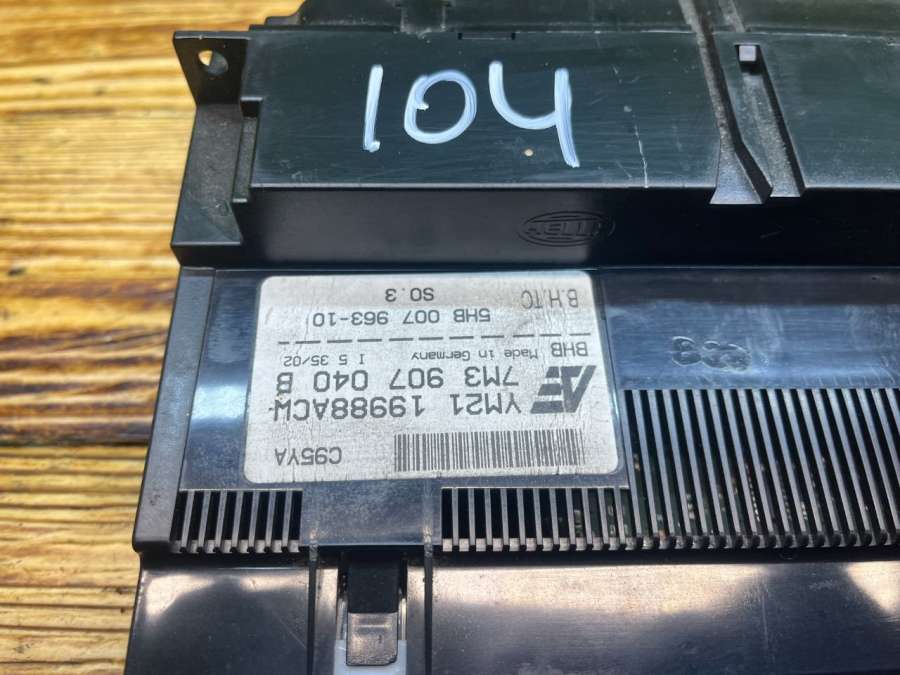 104
HELLA
C95YA
YM21 19988ACW
7M3 907 040 B
BHB Made in Germany I 5 35/02
5HB 007 963-10
B.H.TC S0.3